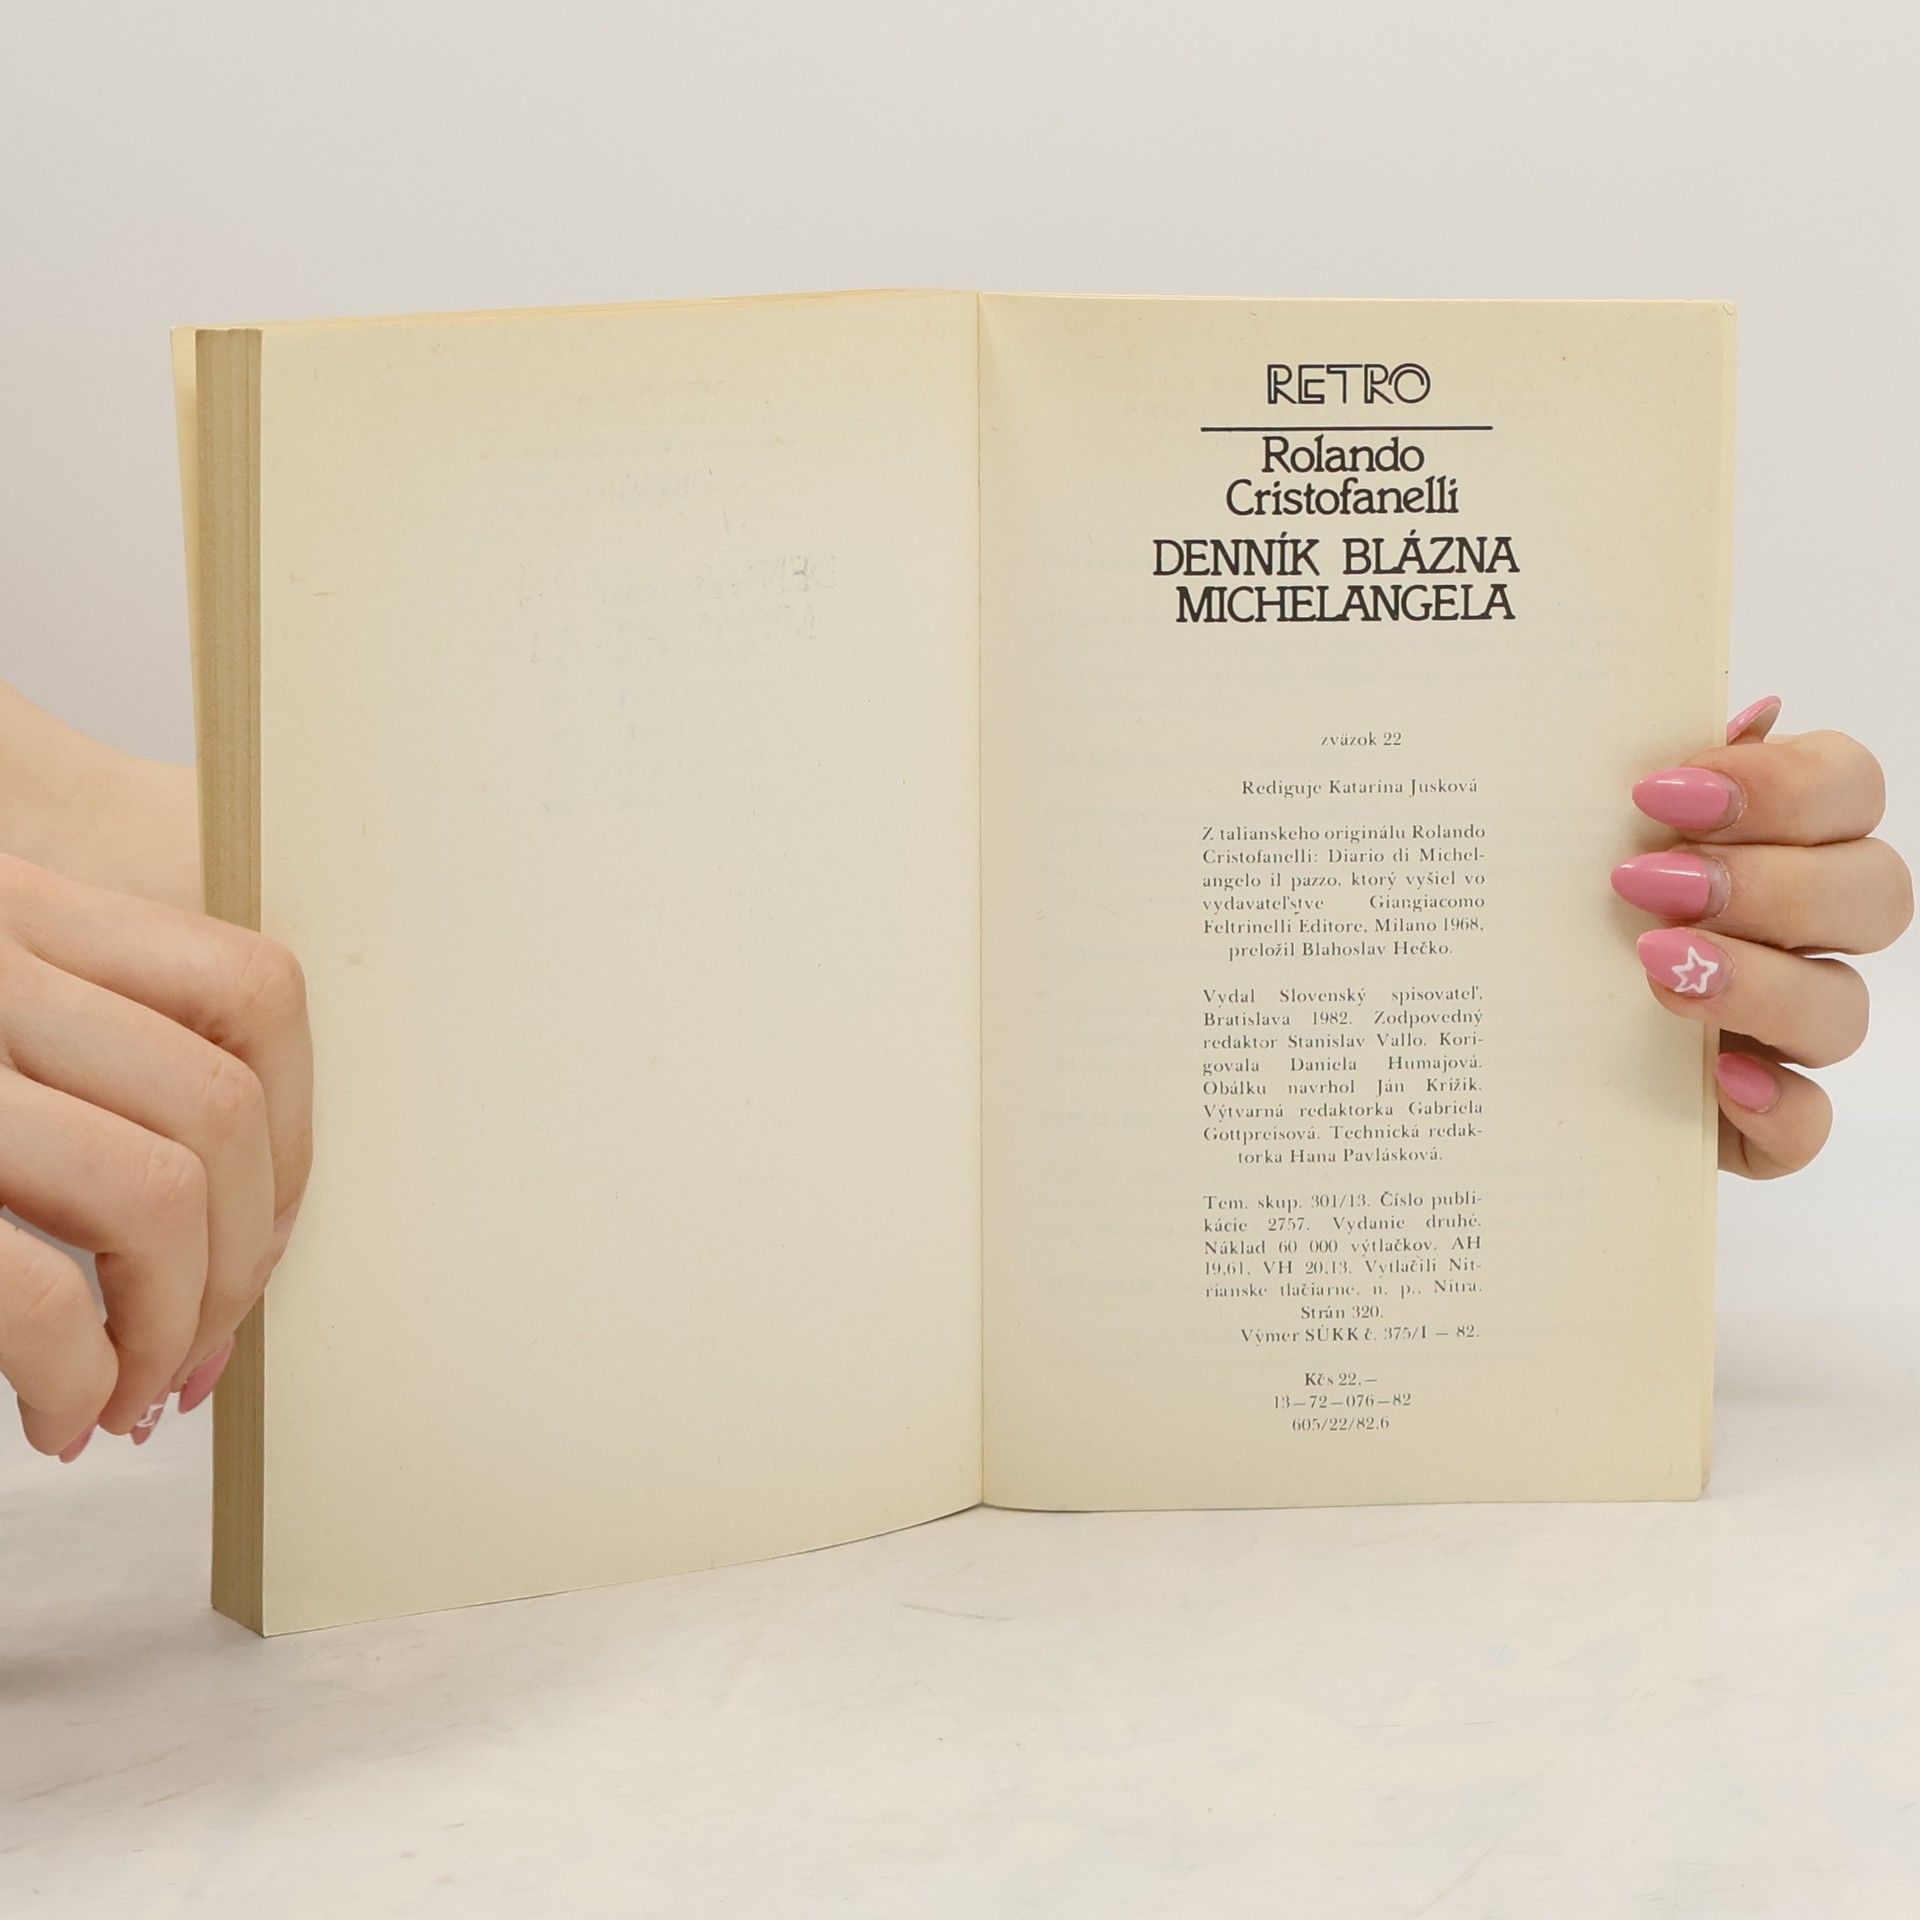 RETRO
Rolando
Cristofanelli
DENNÍK BLÁZNA
MICHELANGELA
zväzok 22
Rediguje Katarína Jusková
Z talianskeho originálu Rolando
Cristofanelli: Diario di Michel-
angelo il pazzo, ktorý vyšiel vo
vydavateľstve Giangiacomo
Feltrinelli Editore, Milano 1968,
preložil Blahoslav Hečko.
Vydal Slovenský spisovateľ,
Bratislava 1982. Zodpovedný
redaktor Stanislav Vallo. Kori-
govala Daniela Humajová.
Obálku navrhol Ján Krížik.
Výtvarná redaktorka Gabriela
Gottpreisová. Technická redak-
torka Hana Pavlásková.
Tem. skup. 301/13. Číslo publi-
kácie 2757. Vydanie druhé.
Náklad 60 000 výtlačkov. AH
19,61, VH 20,13. Vytlačili Nit-
rianske tlačiarne, n. p., Nitra.
Strán 320.
Výmer SÚKK č. 375/I — 82.
Kčs 22,—
13—72—076—82
605/22/82,6